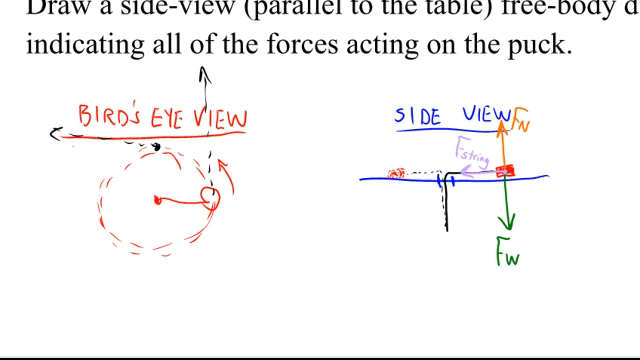 Draw a side-view (parallel to the table) free-body d
indicating all of the forces acting on the puck.
BIRD'S EYE VIEW
SIDE VIEW
FN
Fstring
FW